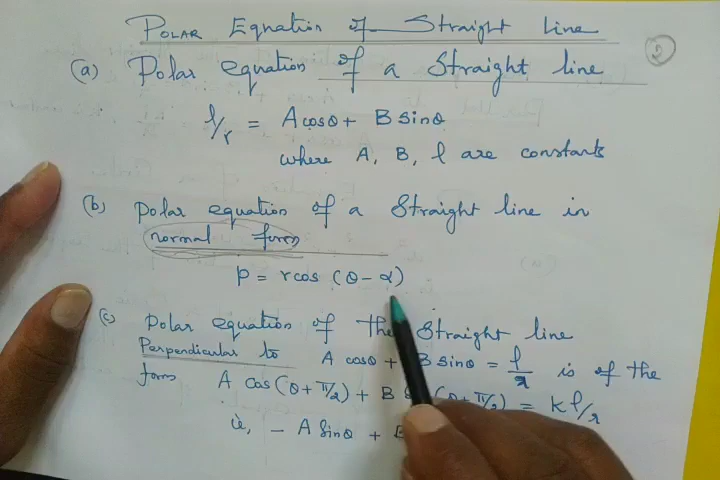 POLAR EQUATION OF STRAIGHT LINE
5
(a) Polar equation of a straight line
l/r = A cosθ + B sinθ
where A, B, l are constants
(b) Polar equation of a straight line in
normal form
p = r cos (θ - α)
(c) Polar equation of the Straight line
Perpendicular to A cosθ + B sinθ = l/r is of the
form A cos(θ + π/2) + B (θ + π/2) = k l/r
ie, - A sinθ +